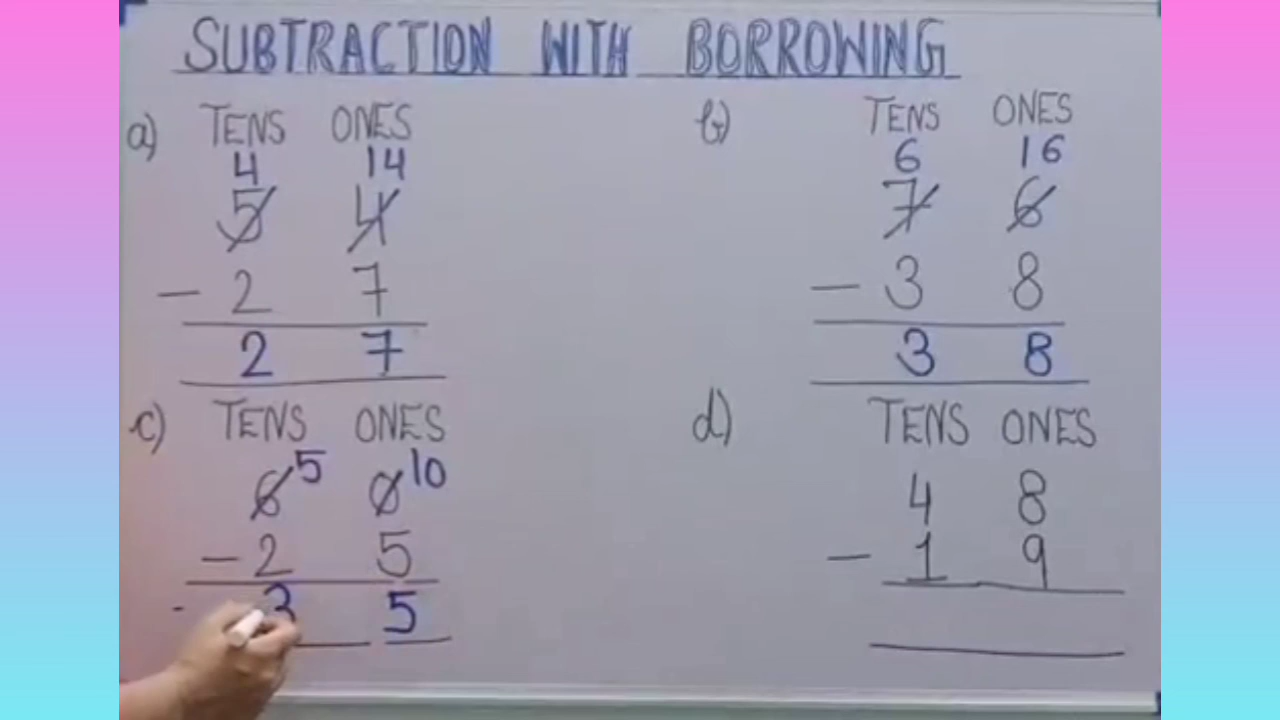 SUBTRACTION WITH BORROWING
a) TENS ONES
4 14
5 4
- 2 7
2 7
b) TENS ONES
6 16
7 6
- 3 8
3 8
c) TENS ONES
5 10
6 0
- 2 5
3 5
d) TENS ONES
4 8
- 1 9